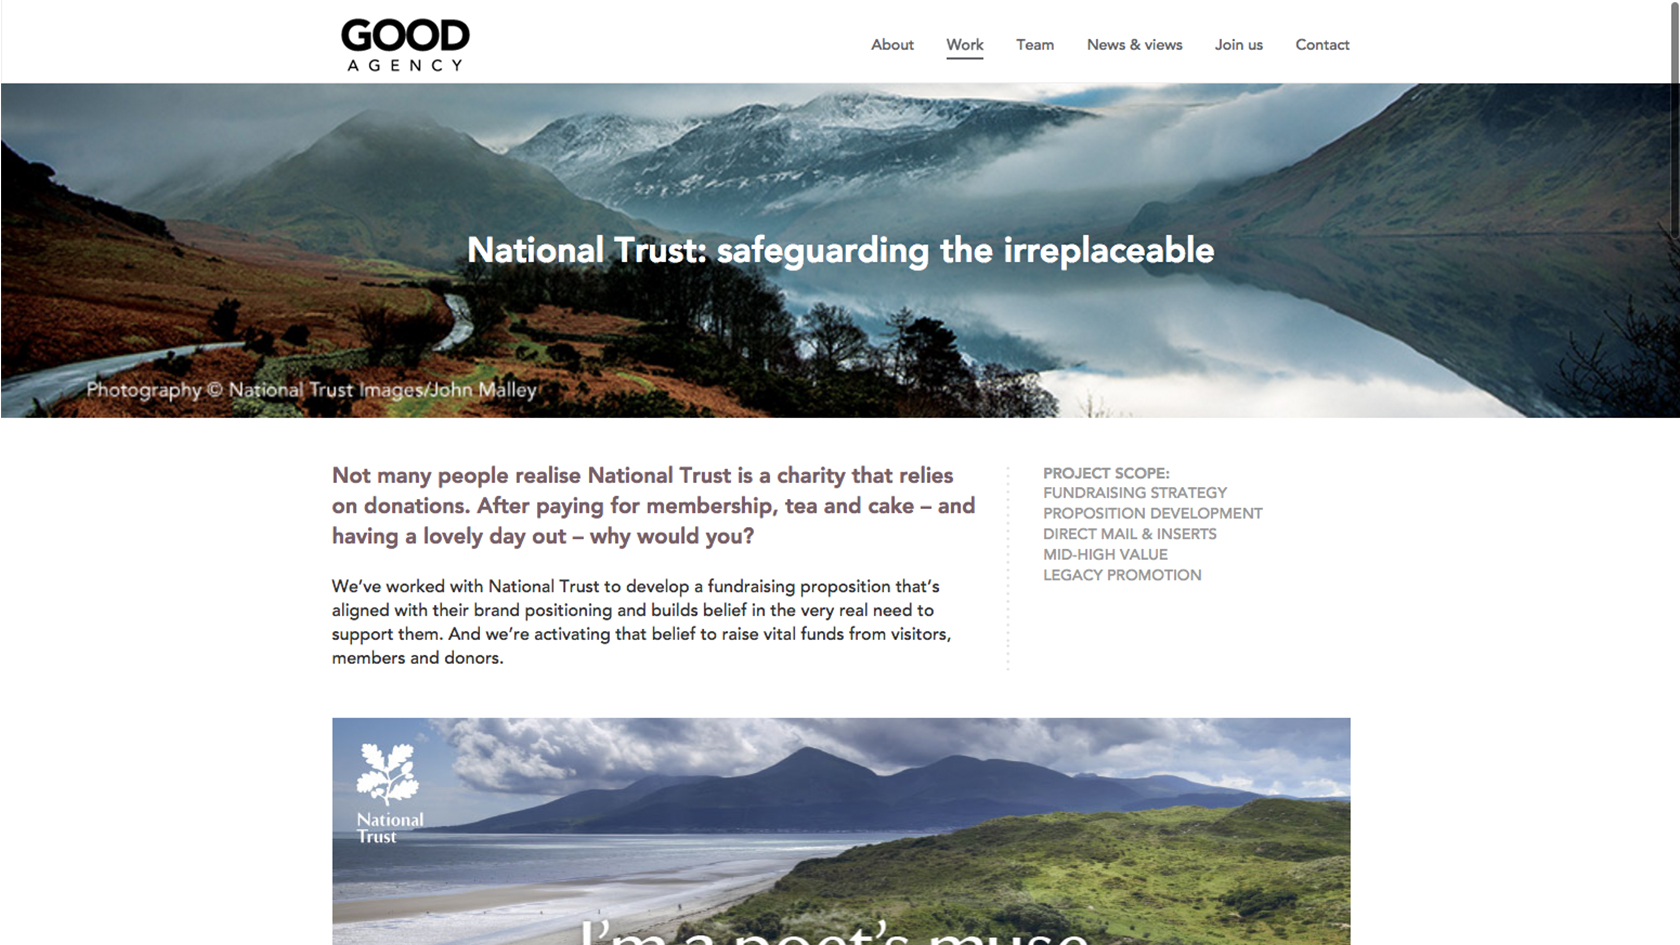 GOOD
AGENCY
About
Work
Team
News & views
Join us
Contact
National Trust: safeguarding the irreplaceable
Photography © National Trust Images/John Malley
Not many people realise National Trust is a charity that relies
on donations. After paying for membership, tea and cake – and
having a lovely day out – why would you?
We’ve worked with National Trust to develop a fundraising proposition that’s
aligned with their brand positioning and builds belief in the very real need to
support them. And we’re activating that belief to raise vital funds from visitors,
members and donors.
PROJECT SCOPE:
FUNDRAISING STRATEGY
PROPOSITION DEVELOPMENT
DIRECT MAIL & INSERTS
MID-HIGH VALUE
LEGACY PROMOTION
National
Trust
I’m a poet’s muse